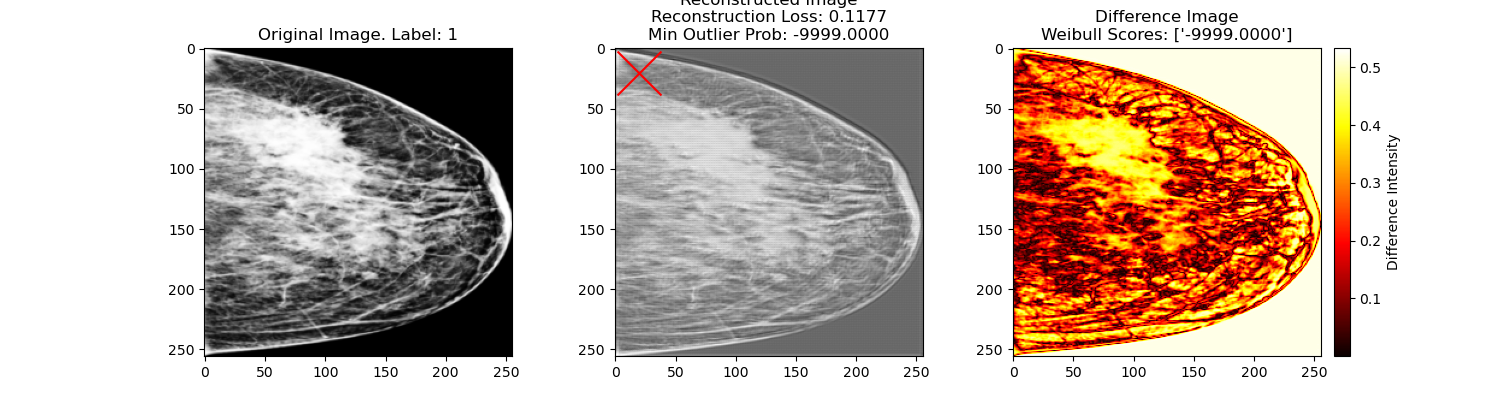 Original Image. Label: 1
Reconstructed Image
Reconstruction Loss: 0.1177
Min Outlier Prob: -9999.0000
Difference Image
Weibull Scores: ['-9999.0000']
0
50
100
150
200
250
0 50 100 150 200 250
0
50
100
150
200
250
0 50 100 150 200 250
0
50
100
150
200
250
0 50 100 150 200 250
0.5
0.4
0.3
0.2
0.1
Difference Intensity